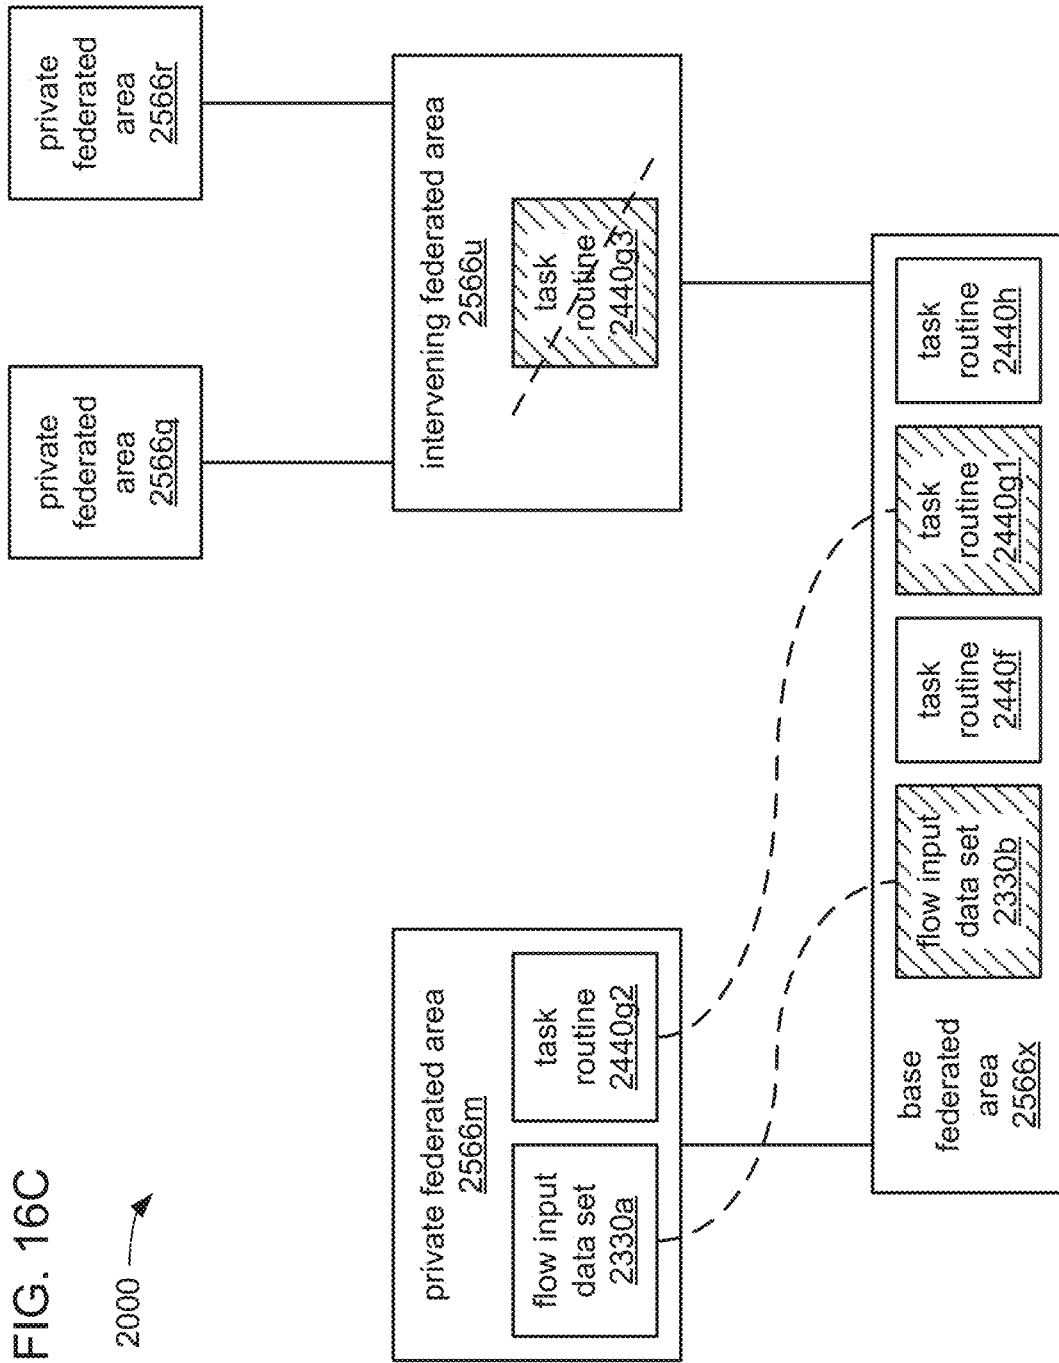 FIG. 16C
2000
private federated area
2566m
flow input
data set
2330a
task
routine
2440g2
private
federated
area
2566q
private
federated
area
2566r
intervening federated area
2566u
task
routine
2440g3
base
federated
area
2566x
flow input
data set
2330b
task
routine
2440f
task
routine
2440g1
task
routine
2440h